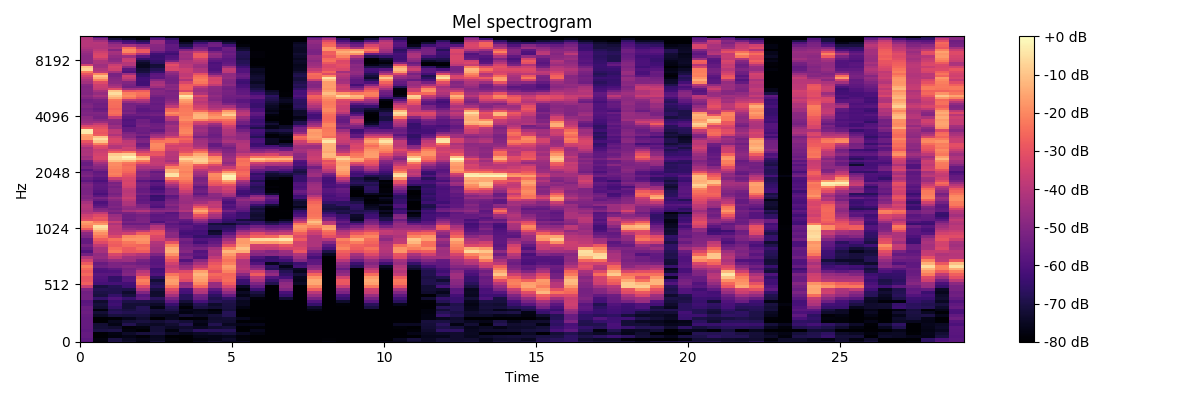 Mel spectrogram
8192
4096
2048
1024
512
0
Hz
0 5 10 15 20 25
Time
+0 dB
-10 dB
-20 dB
-30 dB
-40 dB
-50 dB
-60 dB
-70 dB
-80 dB